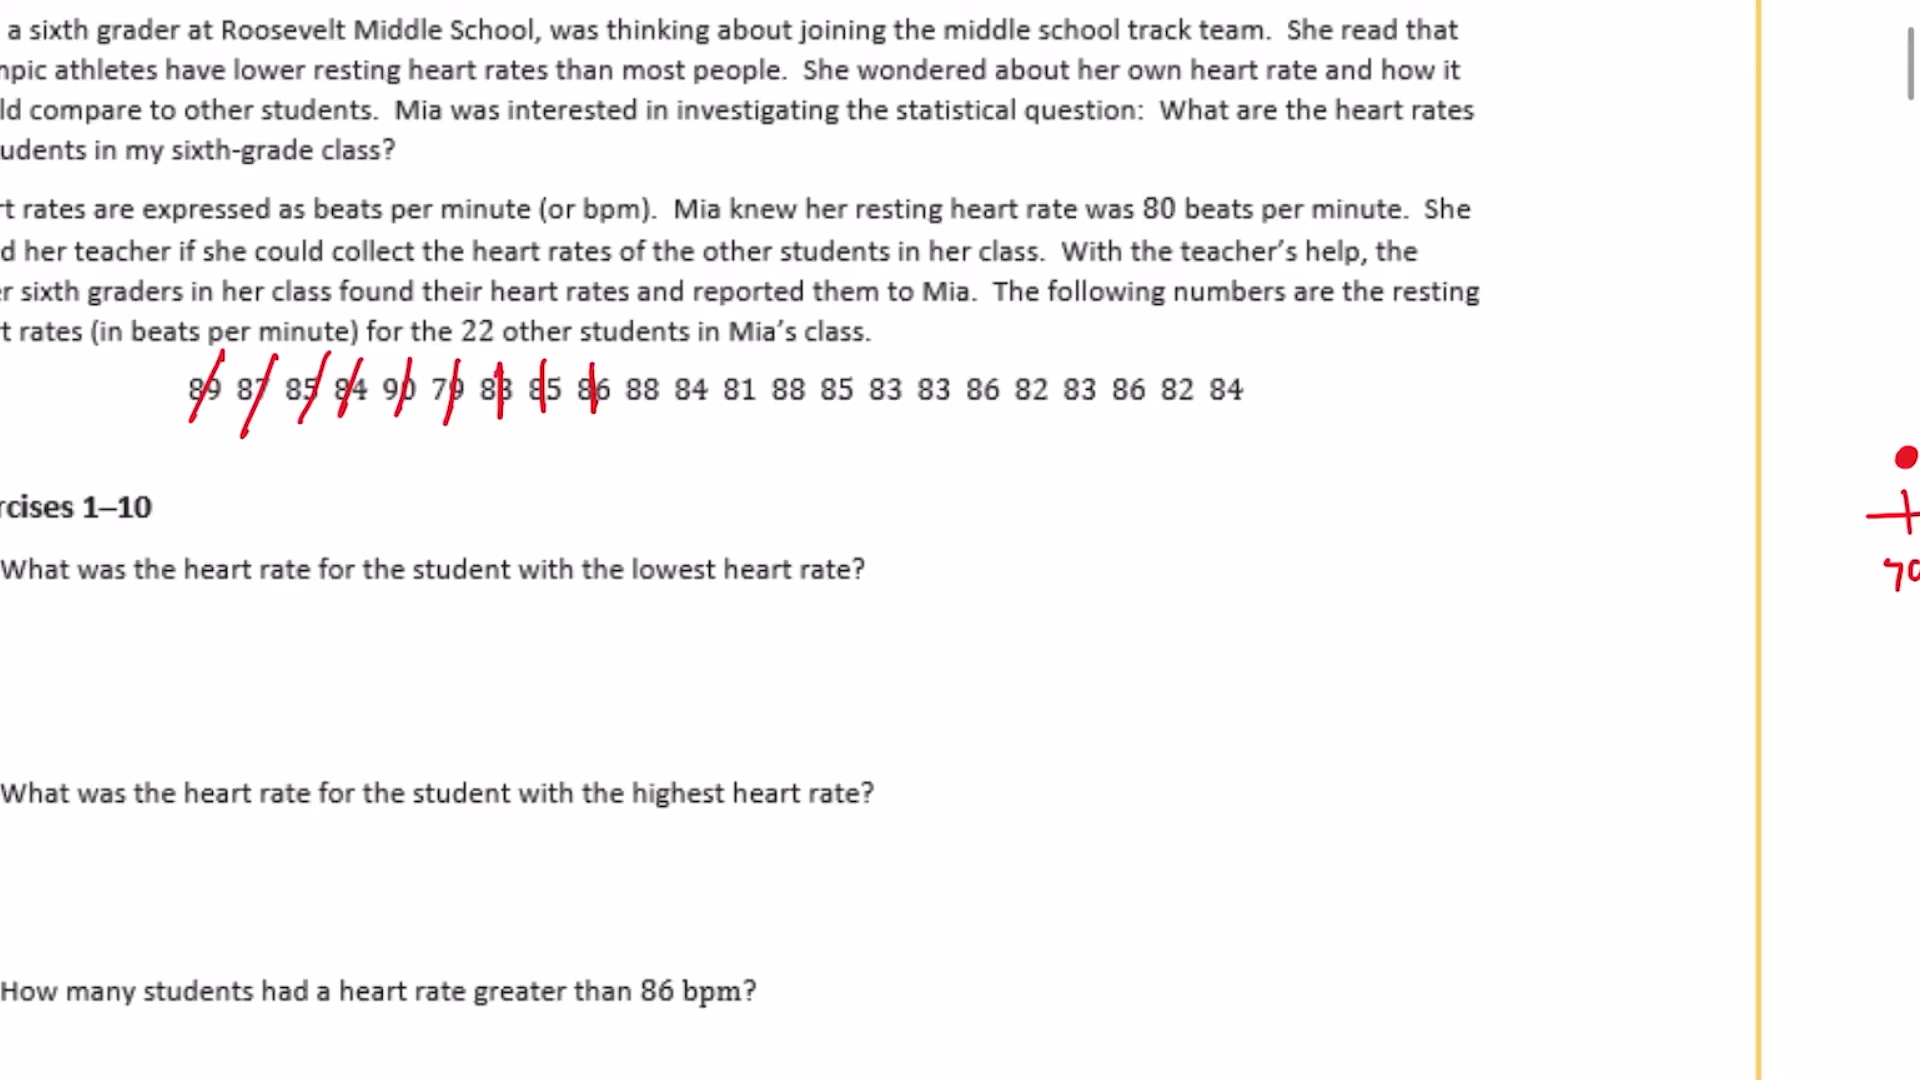 a sixth grader at Roosevelt Middle School, was thinking about joining the middle school track team. She read that
mpic athletes have lower resting heart rates than most people. She wondered about her own heart rate and how it
ld compare to other students. Mia was interested in investigating the statistical question: What are the heart rates
udents in my sixth-grade class?
t rates are expressed as beats per minute (or bpm). Mia knew her resting heart rate was 80 beats per minute. She
d her teacher if she could collect the heart rates of the other students in her class. With the teacher’s help, the
r sixth graders in her class found their heart rates and reported them to Mia. The following numbers are the resting
t rates (in beats per minute) for the 22 other students in Mia’s class.
89 87 85 84 90 79 83 85 86 88 84 81 88 85 83 83 86 82 83 86 82 84
rcises 1–10
What was the heart rate for the student with the lowest heart rate?
What was the heart rate for the student with the highest heart rate?
How many students had a heart rate greater than 86 bpm?